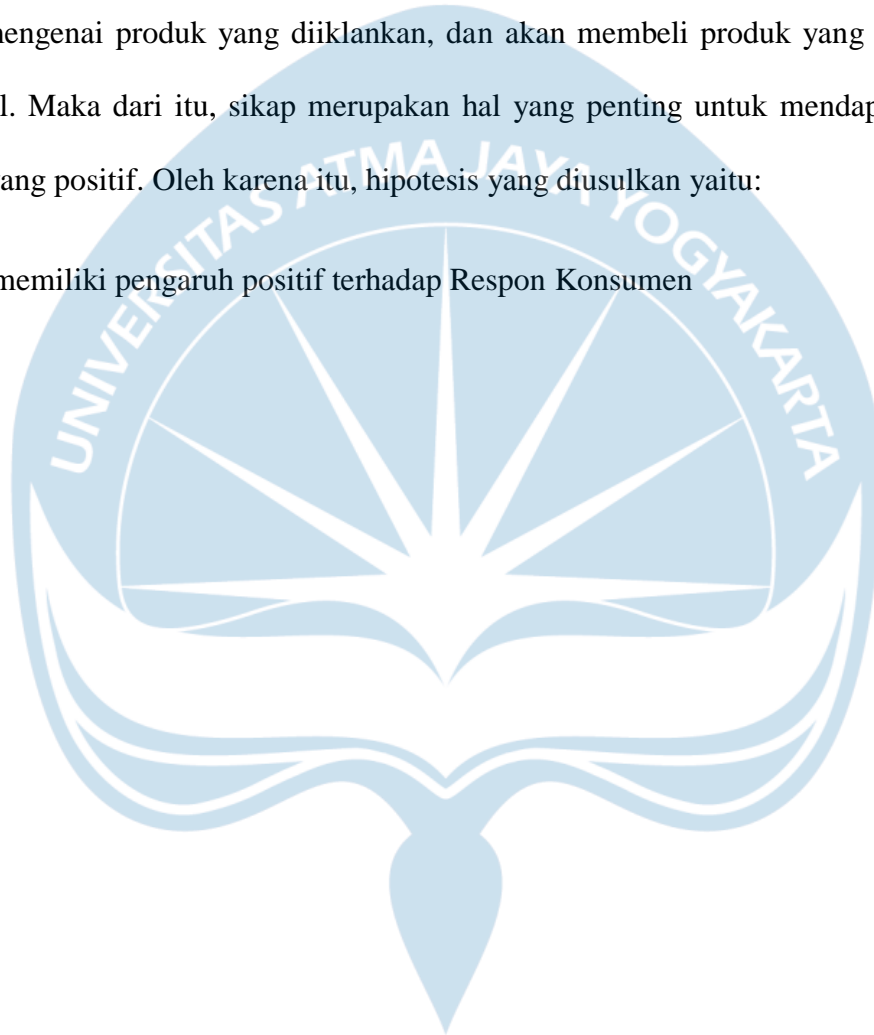 mengenai produk yang diiklankan, dan akan membeli produk yang
l. Maka dari itu, sikap merupakan hal yang penting untuk mendap
yang positif. Oleh karena itu, hipotesis yang diusulkan yaitu:
memiliki pengaruh positif terhadap Respon Konsumen
UNIVERSITAS ATMA JAYA YOGYAKARTA